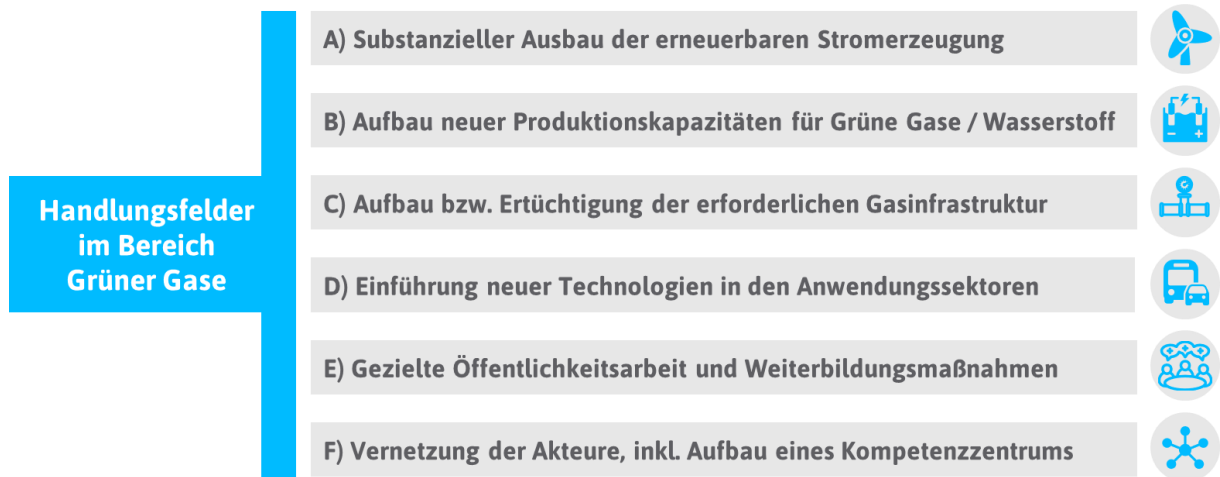 Handlungsfelder
im Bereich
Grüner Gase
A) Substanzieller Ausbau der erneuerbaren Stromerzeugung
B) Aufbau neuer Produktionskapazitäten für Grüne Gase / Wasserstoff
C) Aufbau bzw. Ertüchtigung der erforderlichen Gasinfrastruktur
D) Einführung neuer Technologien in den Anwendungssektoren
E) Gezielte Öffentlichkeitsarbeit und Weiterbildungsmaßnahmen
F) Vernetzung der Akteure, inkl. Aufbau eines Kompetenzzentrums